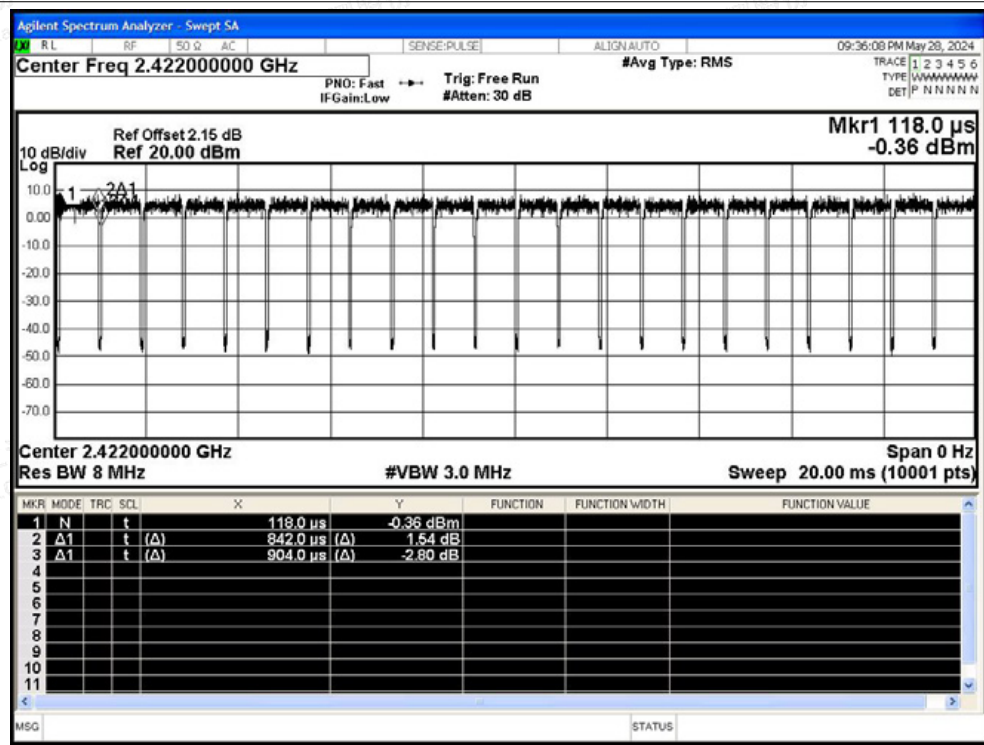 Agilent Spectrum Analyzer - Swept SA
RL RF 50 Ω AC SENSE:PULSE ALIGN AUTO 09:36:08 PM May 28, 2024
Center Freq 2.422000000 GHz #Avg Type: RMS TRACE 1 2 3 4 5 6
PNO: Fast Trig: Free Run TYPE WWWWWW
IFGain:Low #Atten: 30 dB DET P N N N N N
Mkr1 118.0 µs
-0.36 dBm
Ref Offset 2.15 dB
10 dB/div Ref 20.00 dBm
Log
10.0
0.00
-10.0
-20.0
-30.0
-40.0
-50.0
-60.0
-70.0
1 2Δ1
Center 2.422000000 GHz Span 0 Hz
Res BW 8 MHz #VBW 3.0 MHz Sweep 20.00 ms (10001 pts)
MKR MODE TRC SCL X Y FUNCTION FUNCTION WIDTH FUNCTION VALUE
1 N t 118.0 µs -0.36 dBm
2 Δ1 t (Δ) 842.0 µs (Δ) 1.54 dB
3 Δ1 t (Δ) 904.0 µs (Δ) -2.80 dB
4
5
6
7
8
9
10
11
MSG STATUS